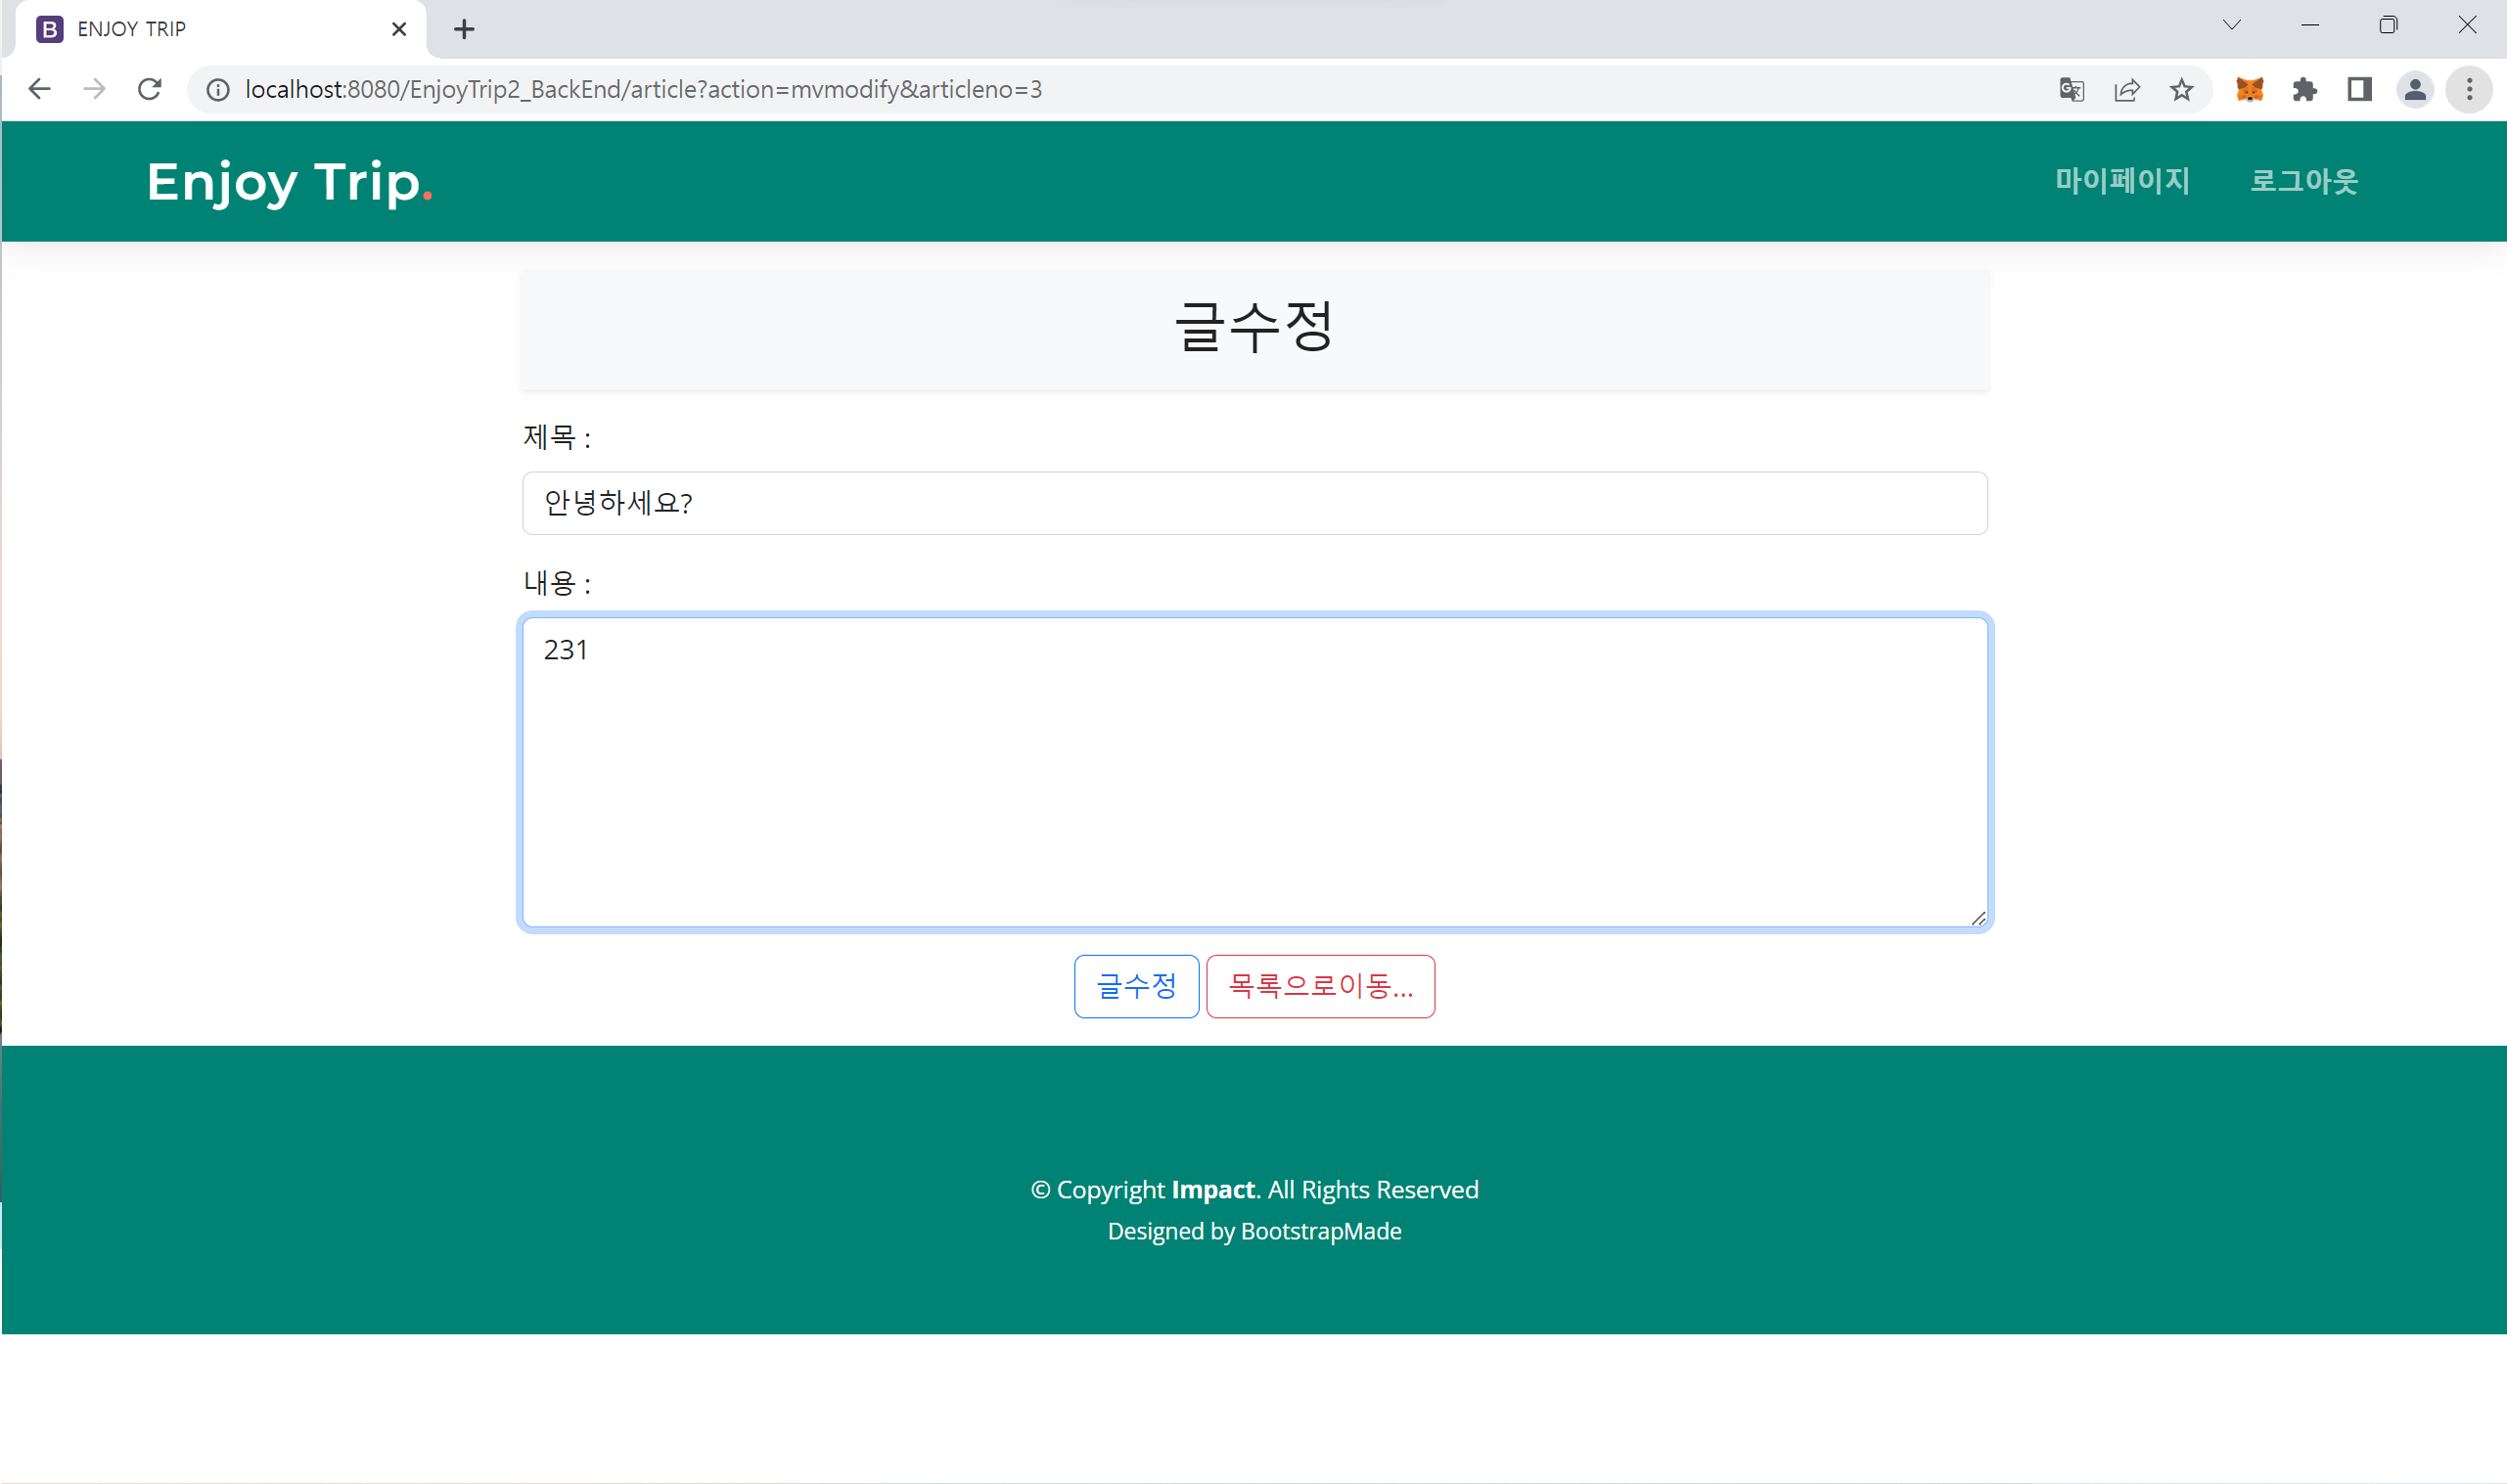 ENJOY TRIP
localhost:8080/EnjoyTrip2_BackEnd/article?action=mvmodify&articleno=3
Enjoy Trip.
마이페이지 로그아웃
글수정
제목 :
안녕하세요?
내용 :
231
글수정 목록으로이동...
© Copyright Impact. All Rights Reserved
Designed by BootstrapMade